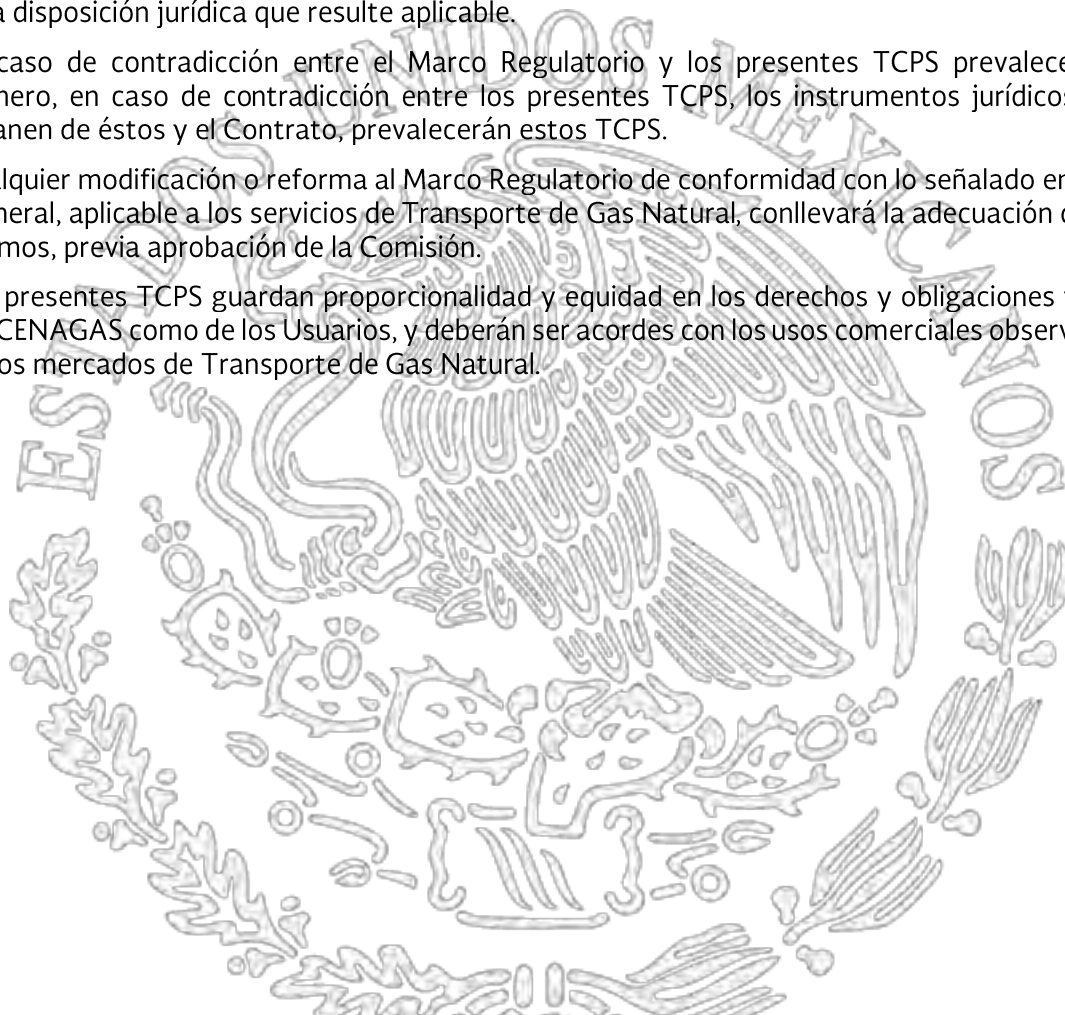 a disposición jurídica que resulte aplicable.
caso de contradicción entre el Marco Regulatorio y los presentes TCPS prevalece
nero, en caso de contradicción entre los presentes TCPS, los instrumentos jurídicos
anen de éstos y el Contrato, prevalecerán estos TCPS.
lquier modificación o reforma al Marco Regulatorio de conformidad con lo señalado en
neral, aplicable a los servicios de Transporte de Gas Natural, conllevará la adecuación
mos, previa aprobación de la Comisión.
presentes TCPS guardan proporcionalidad y equidad en los derechos y obligaciones
CENAGAS como de los Usuarios, y deberán ser acordes con los usos comerciales observ
os mercados de Transporte de Gas Natural.
ESTADOS UNIDOS MEXICANOS